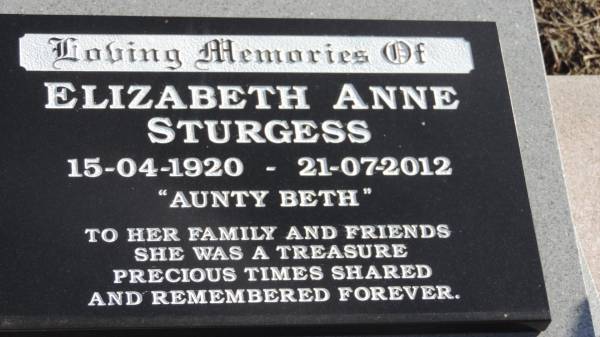 Loving Memories Of
ELIZABETH ANNE
STURGESS
15-04-1920 - 21-07-2012
"AUNTY BETH"
TO HER FAMILY AND FRIENDS
SHE WAS A TREASURE
PRECIOUS TIMES SHARED
AND REMEMBERED FOREVER.